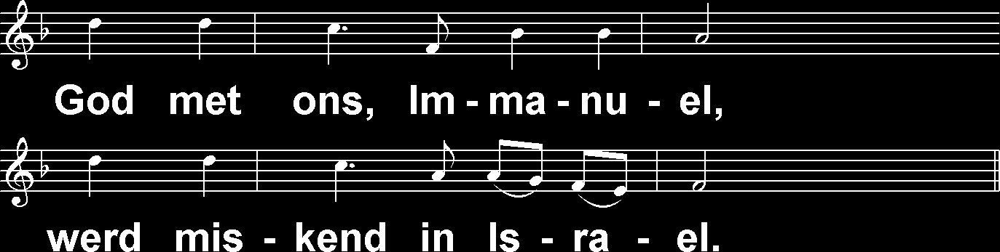 God met ons, Im - ma - nu - el,
werd mis - kend in Is - ra - el.